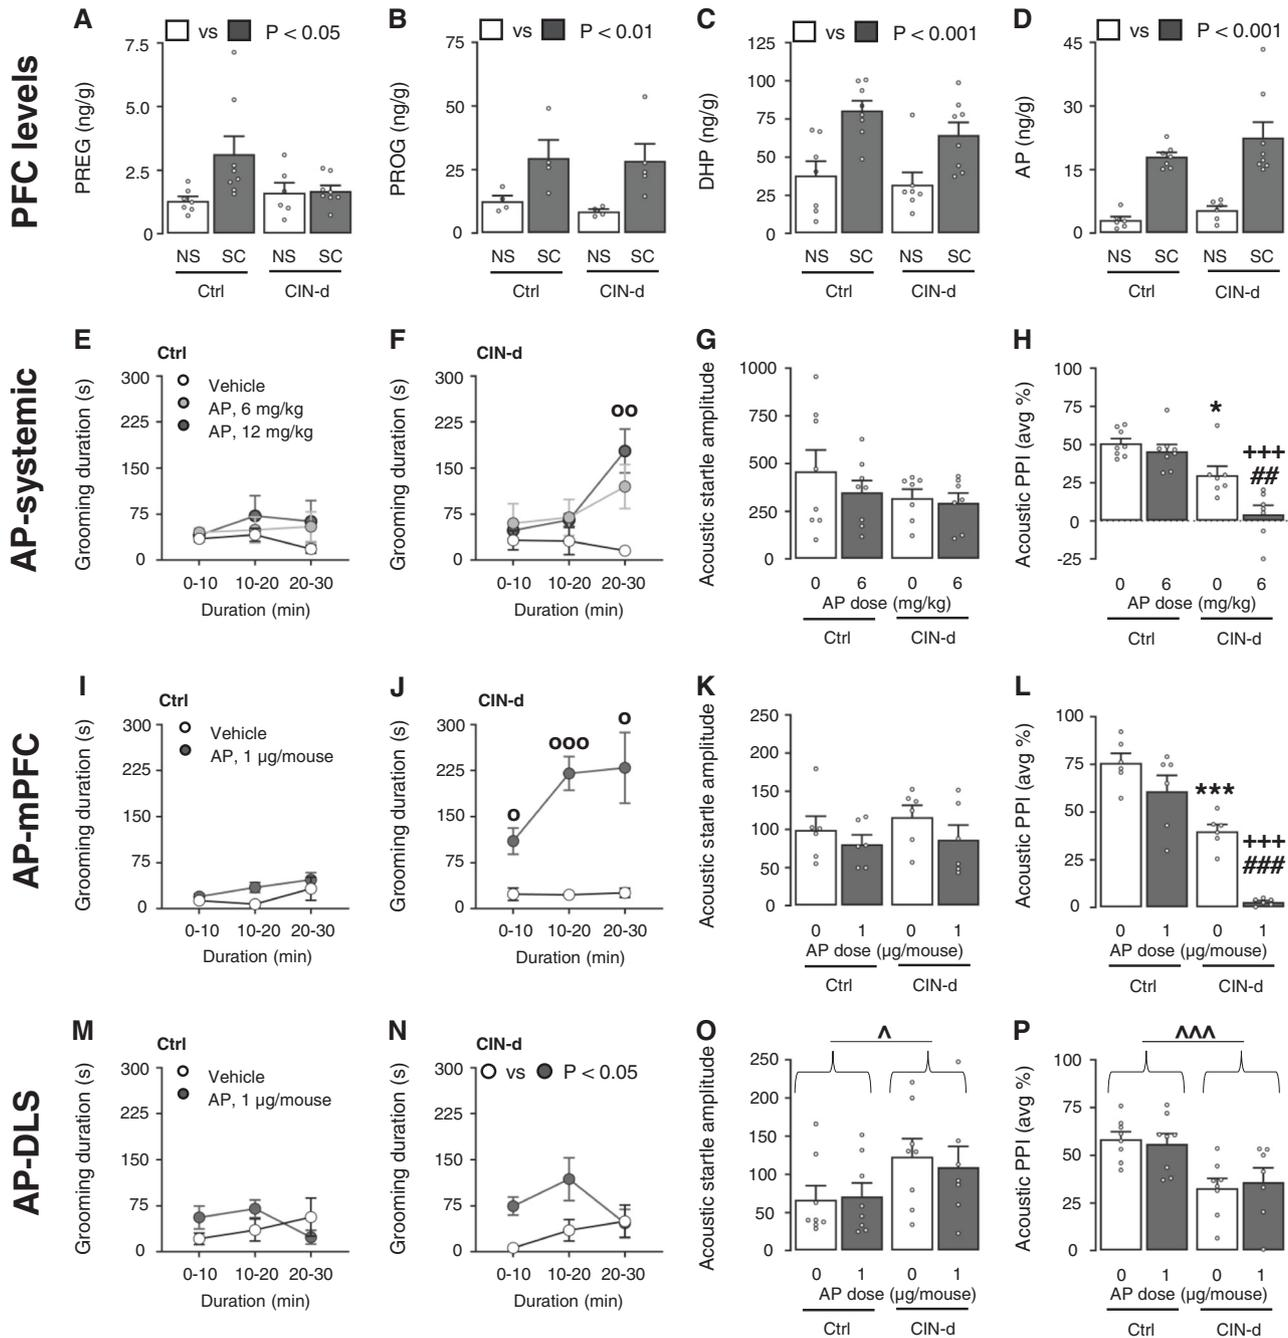 PFC levels
A
vs P < 0.05
PREG (ng/g)
7.5
5.0
2.5
0
NS SC NS SC
Ctrl CIN-d
B
vs P < 0.01
PROG (ng/g)
75
50
25
0
NS SC NS SC
Ctrl CIN-d
C
vs P < 0.001
DHP (ng/g)
125
100
75
50
25
0
NS SC NS SC
Ctrl CIN-d
D
vs P < 0.001
AP (ng/g)
45
30
15
0
NS SC NS SC
Ctrl CIN-d
AP-systemic
E
Ctrl
Vehicle
AP, 6 mg/kg
AP, 12 mg/kg
Grooming duration (s)
300
225
150
75
0
0-10 10-20 20-30
Duration (min)
F
CIN-d
oo
Grooming duration (s)
300
225
150
75
0
0-10 10-20 20-30
Duration (min)
G
Acoustic startle amplitude
1000
750
500
250
0
0 6 0 6
AP dose (mg/kg)
Ctrl CIN-d
H
Acoustic PPI (avg %)
100
75
50
25
0
-25
*
+++
##
0 6 0 6
AP dose (mg/kg)
Ctrl CIN-d
AP-mPFC
I
Ctrl
Vehicle
AP, 1 µg/mouse
Grooming duration (s)
300
225
150
75
0
0-10 10-20 20-30
Duration (min)
J
CIN-d
o
ooo
o
Grooming duration (s)
300
225
150
75
0
0-10 10-20 20-30
Duration (min)
K
Acoustic startle amplitude
250
200
150
100
50
0
0 1 0 1
AP dose (µg/mouse)
Ctrl CIN-d
L
Acoustic PPI (avg %)
100
75
50
25
0
***
+++
###
0 1 0 1
AP dose (µg/mouse)
Ctrl CIN-d
AP-DLS
M
Ctrl
Vehicle
AP, 1 µg/mouse
Grooming duration (s)
300
225
150
75
0
0-10 10-20 20-30
Duration (min)
N
CIN-d
vs P < 0.05
Grooming duration (s)
300
225
150
75
0
0-10 10-20 20-30
Duration (min)
O
^
Acoustic startle amplitude
250
200
150
100
50
0
0 1 0 1
AP dose (µg/mouse)
Ctrl CIN-d
P
^^^
Acoustic PPI (avg %)
100
75
50
25
0
0 1 0 1
AP dose (µg/mouse)
Ctrl CIN-d